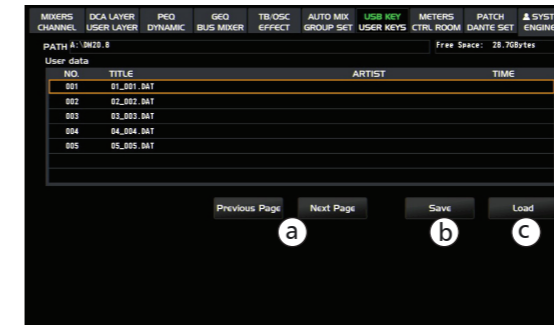 MIXERS DCA LAYER PEQ GEQ TB/OSC AUTO MIX USB KEY METERS PATCH SYST
CHANNEL USER LAYER DYNAMIC BUS MIXER EFFECT GROUP SET USER KEYS CTRL ROOM DANTE SET ENGINE
PATH A:\DM20.8 Free Space: 28.7GBytes
User data
NO. TITLE ARTIST TIME
001 01_001.DAT
002 02_002.DAT
003 03_003.DAT
004 04_004.DAT
005 05_005.DAT
Previous Page Next Page Save Load
a b c